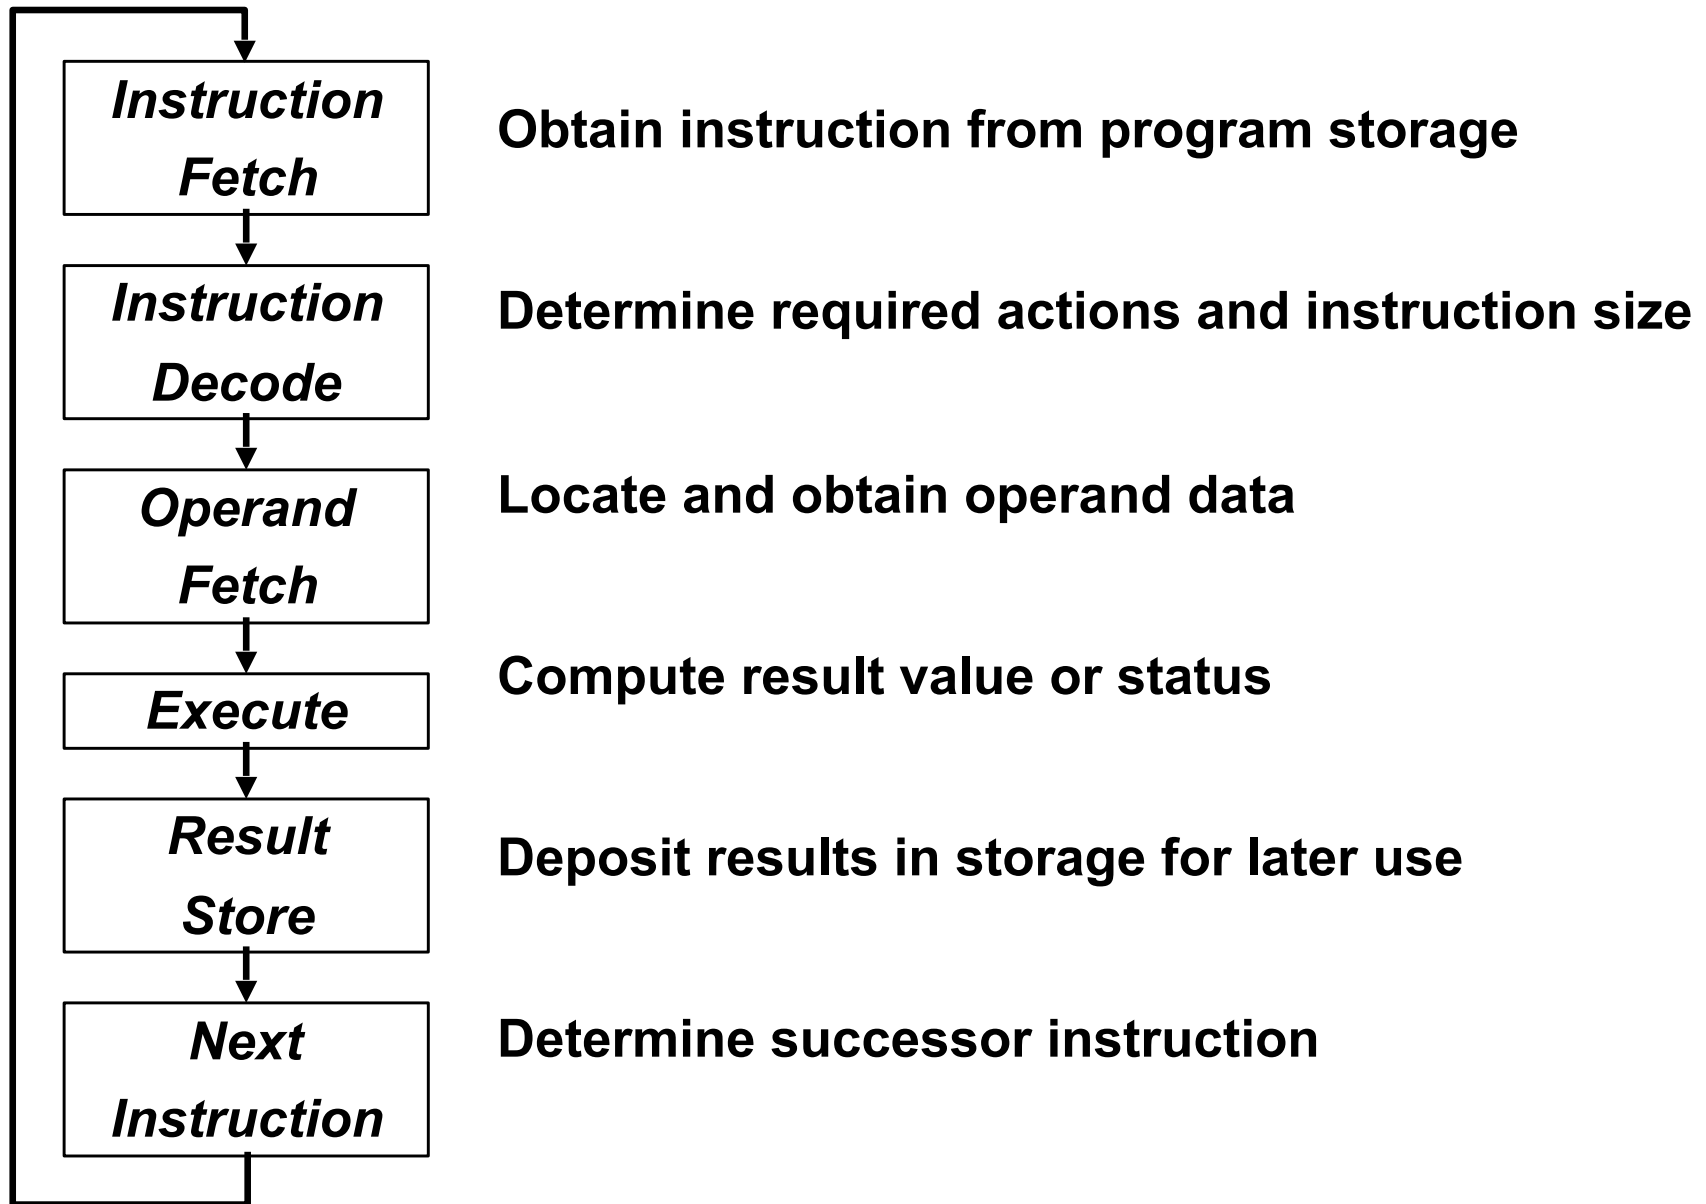 Instruction
Fetch
Obtain instruction from program storage
Instruction
Decode
Determine required actions and instruction size
Operand
Fetch
Locate and obtain operand data
Execute
Compute result value or status
Result
Store
Deposit results in storage for later use
Next
Instruction
Determine successor instruction